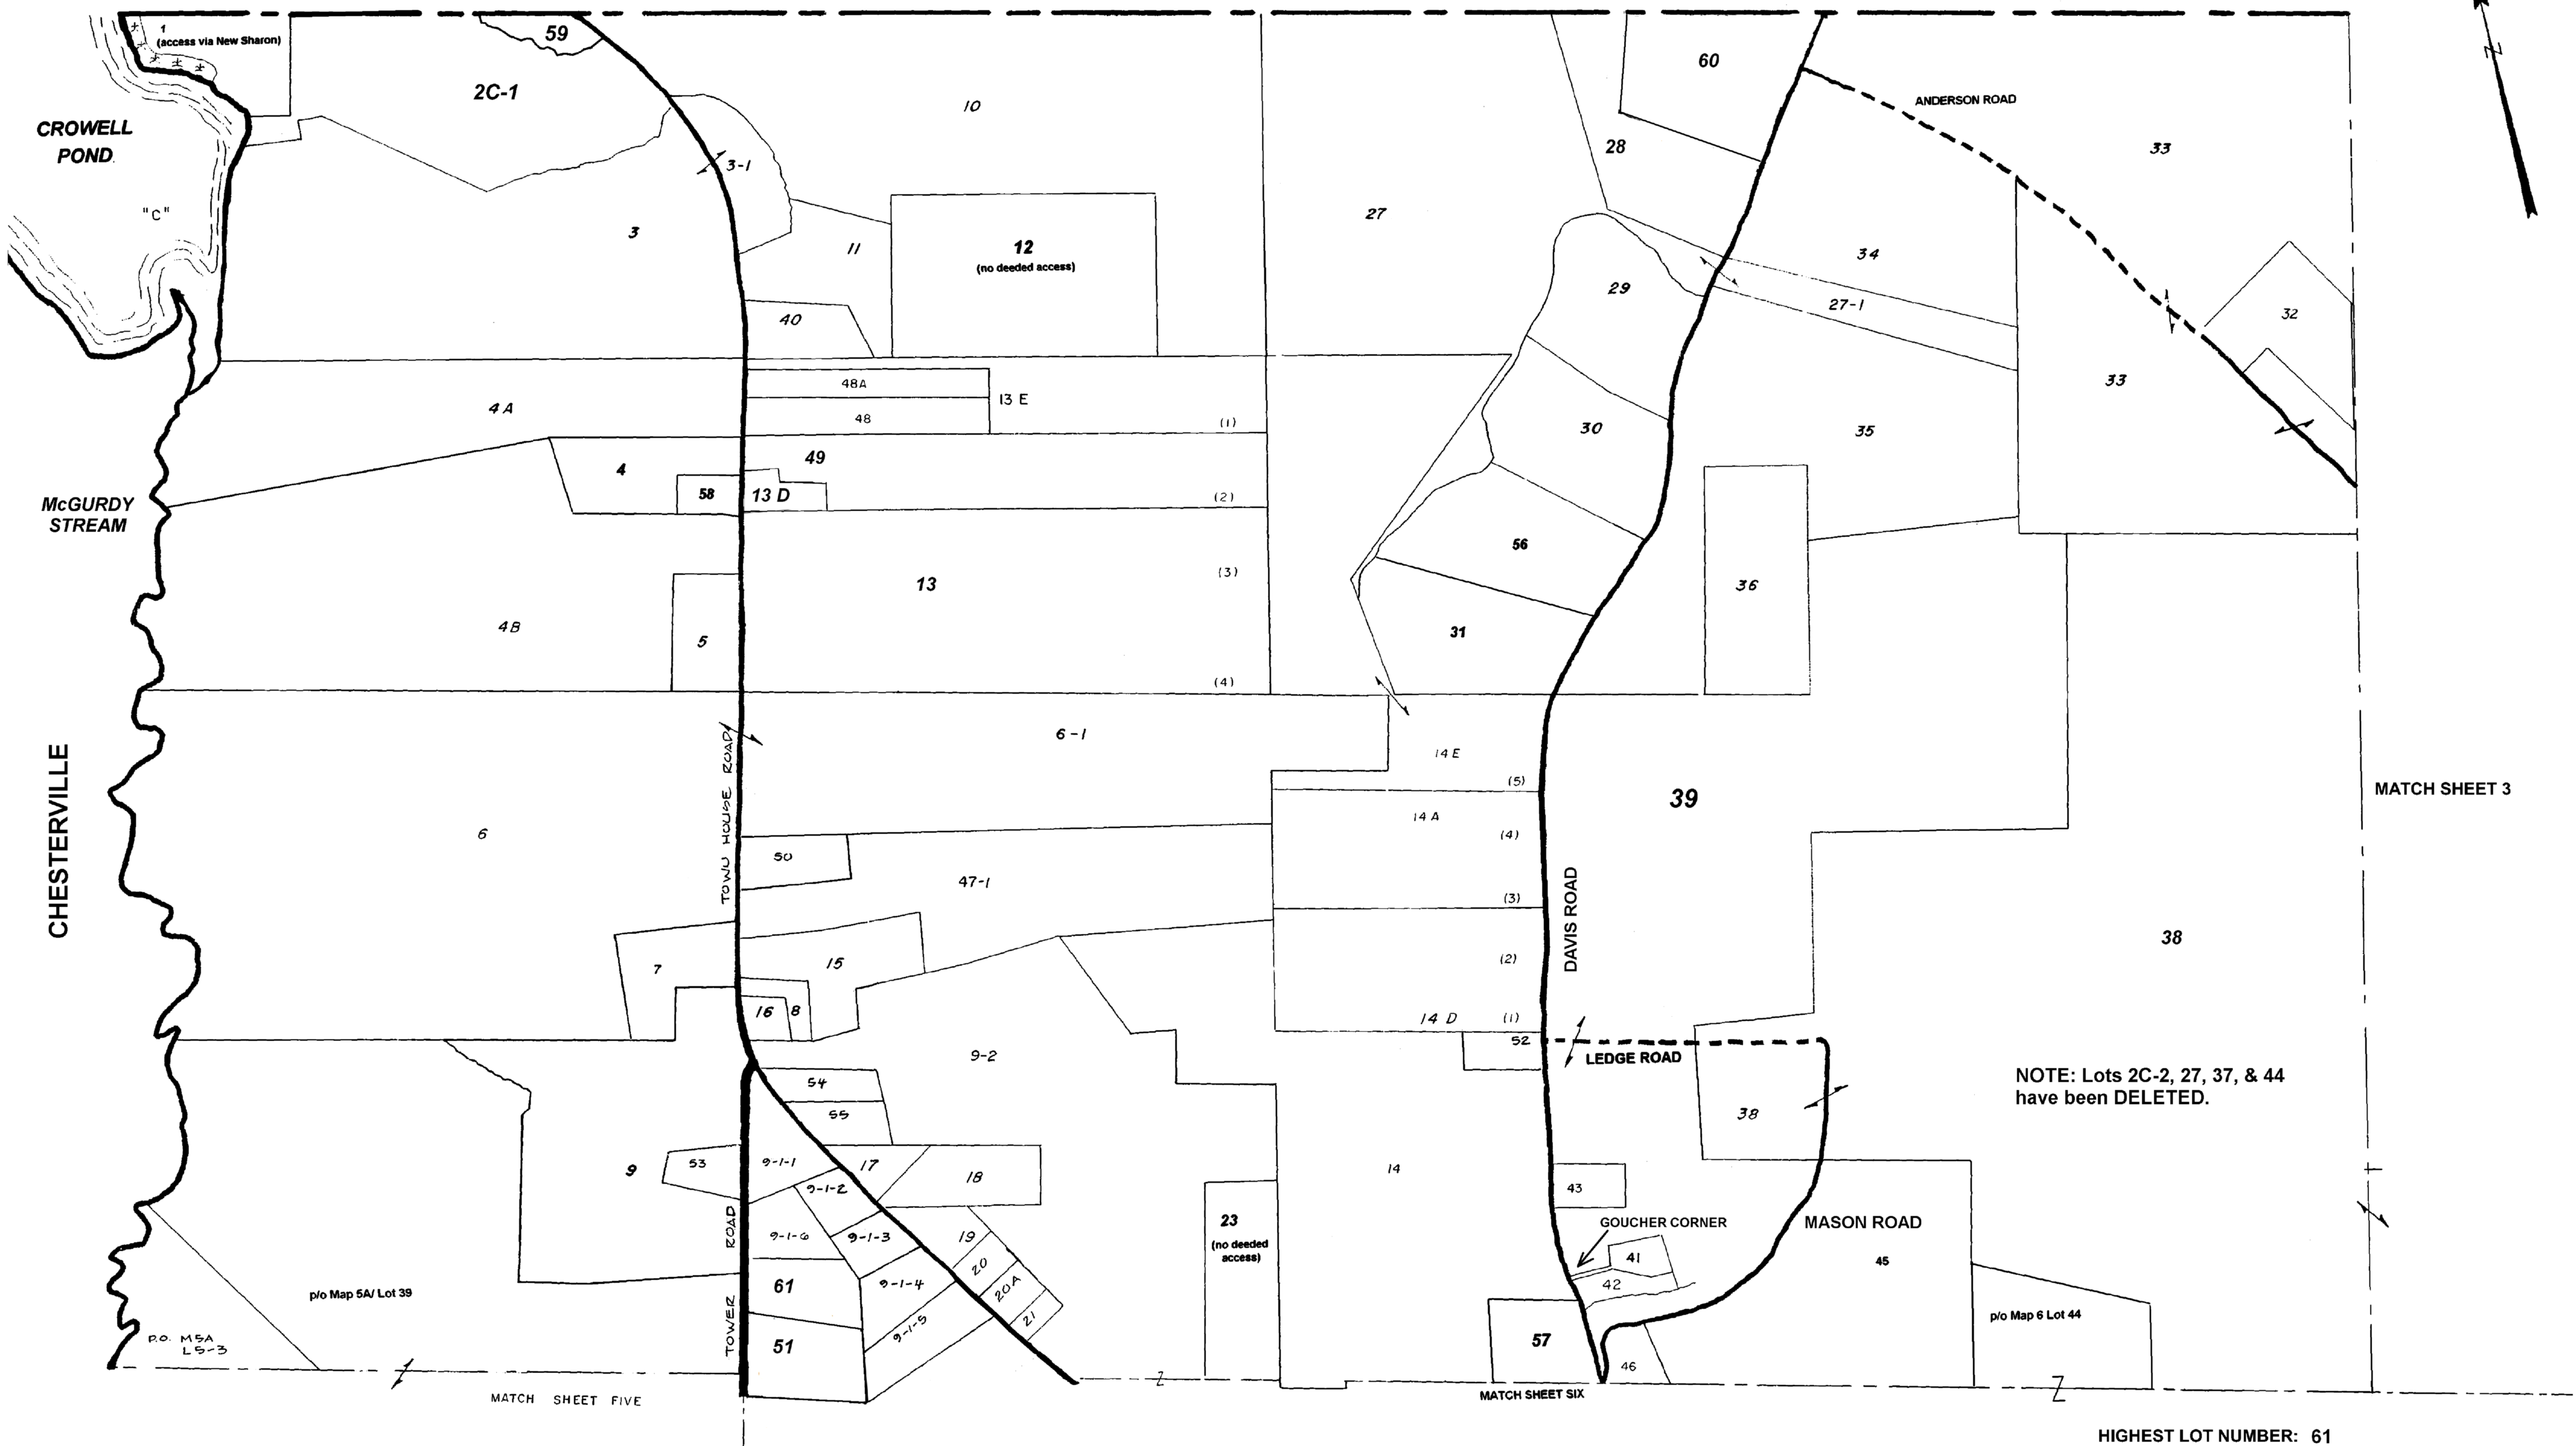 1
(access via New Sharon)
59
2C-1
60
10
ANDERSON ROAD
CROWELL
POND
"C"
3-1
28
33
3
11
12
(no deeded access)
27
34
29
27-1
32
40
33
48A
13 E
4A
48
(1)
30
35
4
49
58
13 D
(2)
McGURDY
STREAM
56
13
(3)
36
4B
5
31
(4)
6-1
14 E
(5)
39
MATCH SHEET 3
CHESTERVILLE
TOWN HOUSE ROAD
6
14 A
(4)
50
47-1
(3)
DAVIS ROAD
38
7
15
(2)
16
8
14 D
(1)
52
9-2
LEDGE ROAD
54
55
NOTE: Lots 2C-2, 27, 37, & 44
have been DELETED.
38
9
53
9-1-1
17
18
14
9-1-2
43
23
(no deeded
access)
GOUCHER CORNER
MASON ROAD
TOWER ROAD
9-1-6
9-1-3
19
41
45
20
42
61
9-1-4
20A
p/o Map 5A/ Lot 39
p/o Map 6 Lot 44
21
9-1-5
P.O. M5A
L5-3
51
57
46
MATCH SHEET FIVE
MATCH SHEET SIX
HIGHEST LOT NUMBER: 61